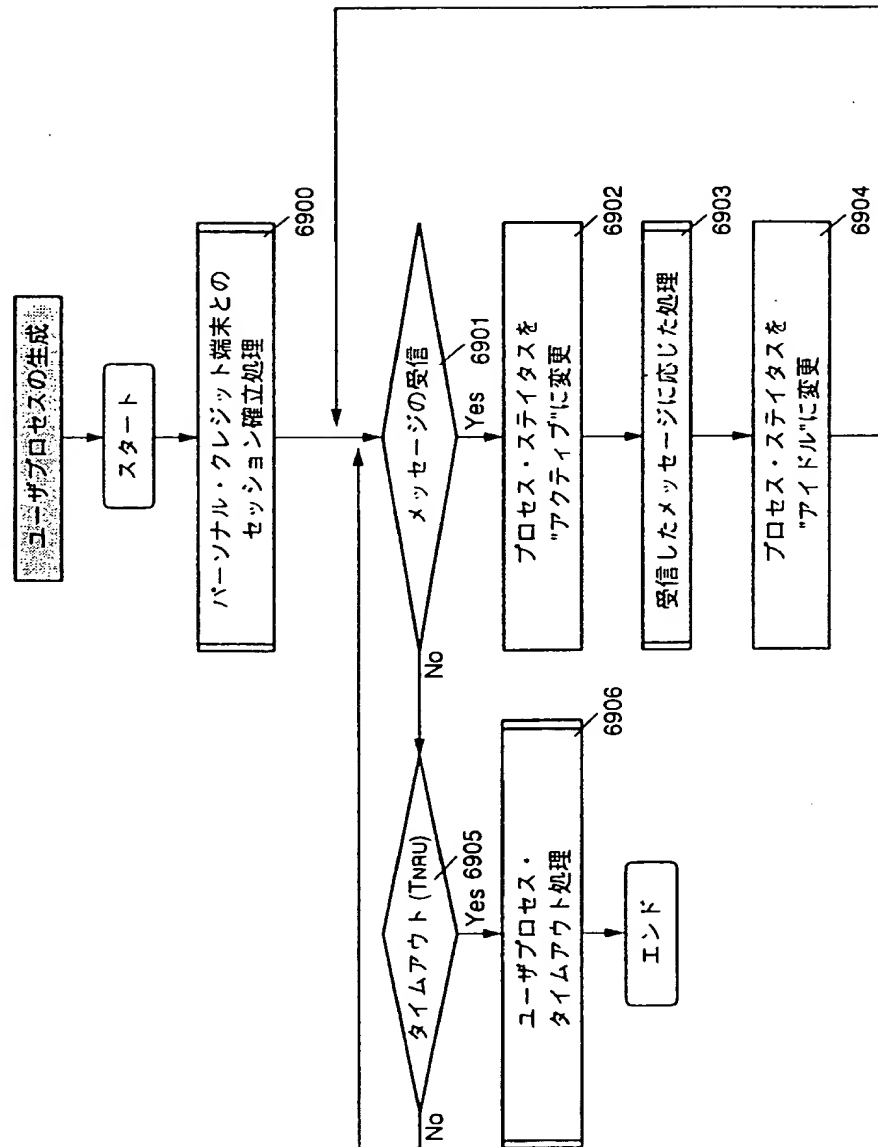 ユーザプロセスの生成
スタート
パーソナル・クレジット端末との
セッション確立処理
6900
メッセージの受信
6901
Yes
No
プロセス・ステイタスを
"アクティブ"に変更
6902
受信したメッセージに応じた処理
6903
プロセス・ステイタスを
"アイドル"に変更
6904
タイムアウト(TNRU)
6905
Yes
No
ユーザプロセス・
タイムアウト処理
6906
エンド